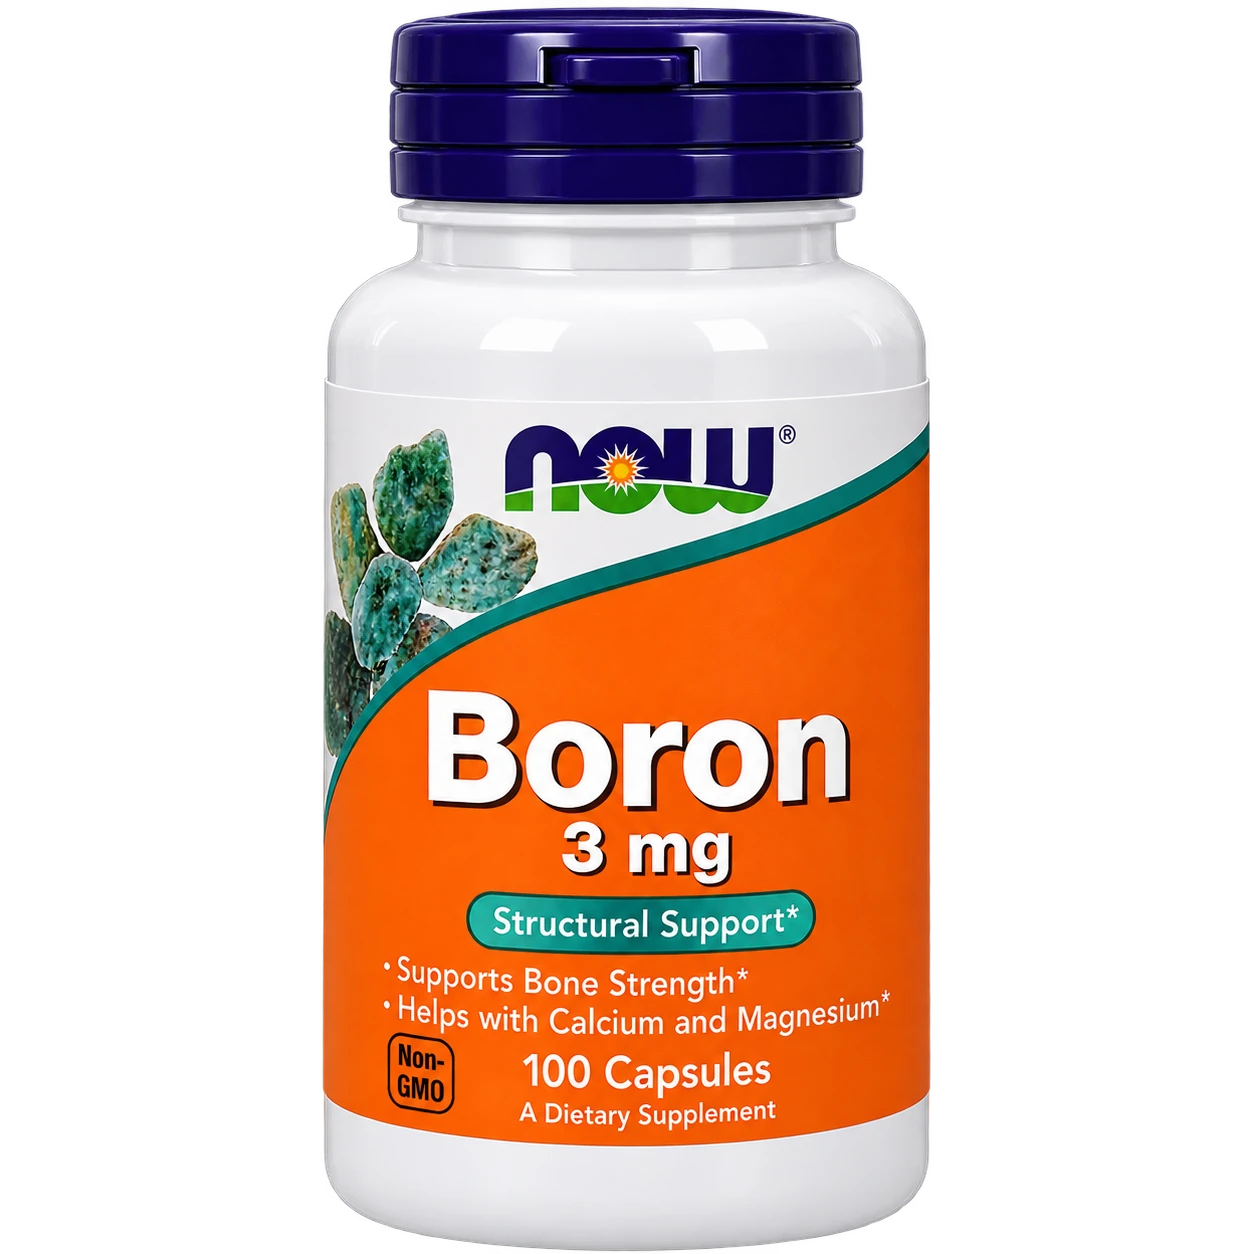 now®
Boron
3 mg
Structural Support*
• Supports Bone Strength*
• Helps with Calcium and Magnesium*
Non-
GMO
100 Capsules
A Dietary Supplement